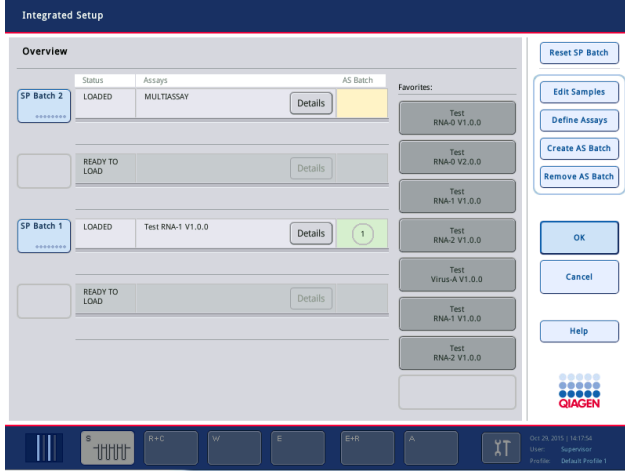 Integrated Setup
Overview
Status Assays AS Batch
SP Batch 2 LOADED MULTIASSAY Details
READY TO
LOAD Details
SP Batch 1 LOADED Test RNA-1 V1.0.0 Details 1
READY TO
LOAD Details
Favorites:
Test
RNA-0 V1.0.0
Test
RNA-0 V2.0.0
Test
RNA-1 V1.0.0
Test
RNA-2 V1.0.0
Test
Virus-A V1.0.0
Test
RNA-1 V1.0.0
Test
RNA-2 V1.0.0
Reset SP Batch
Edit Samples
Define Assays
Create AS Batch
Remove AS Batch
OK
Cancel
Help
QIAGEN
S R+C W E E+R A
Oct 29, 2015 | 14:17:54
User: Supervisor
Profile: Default Profile 1